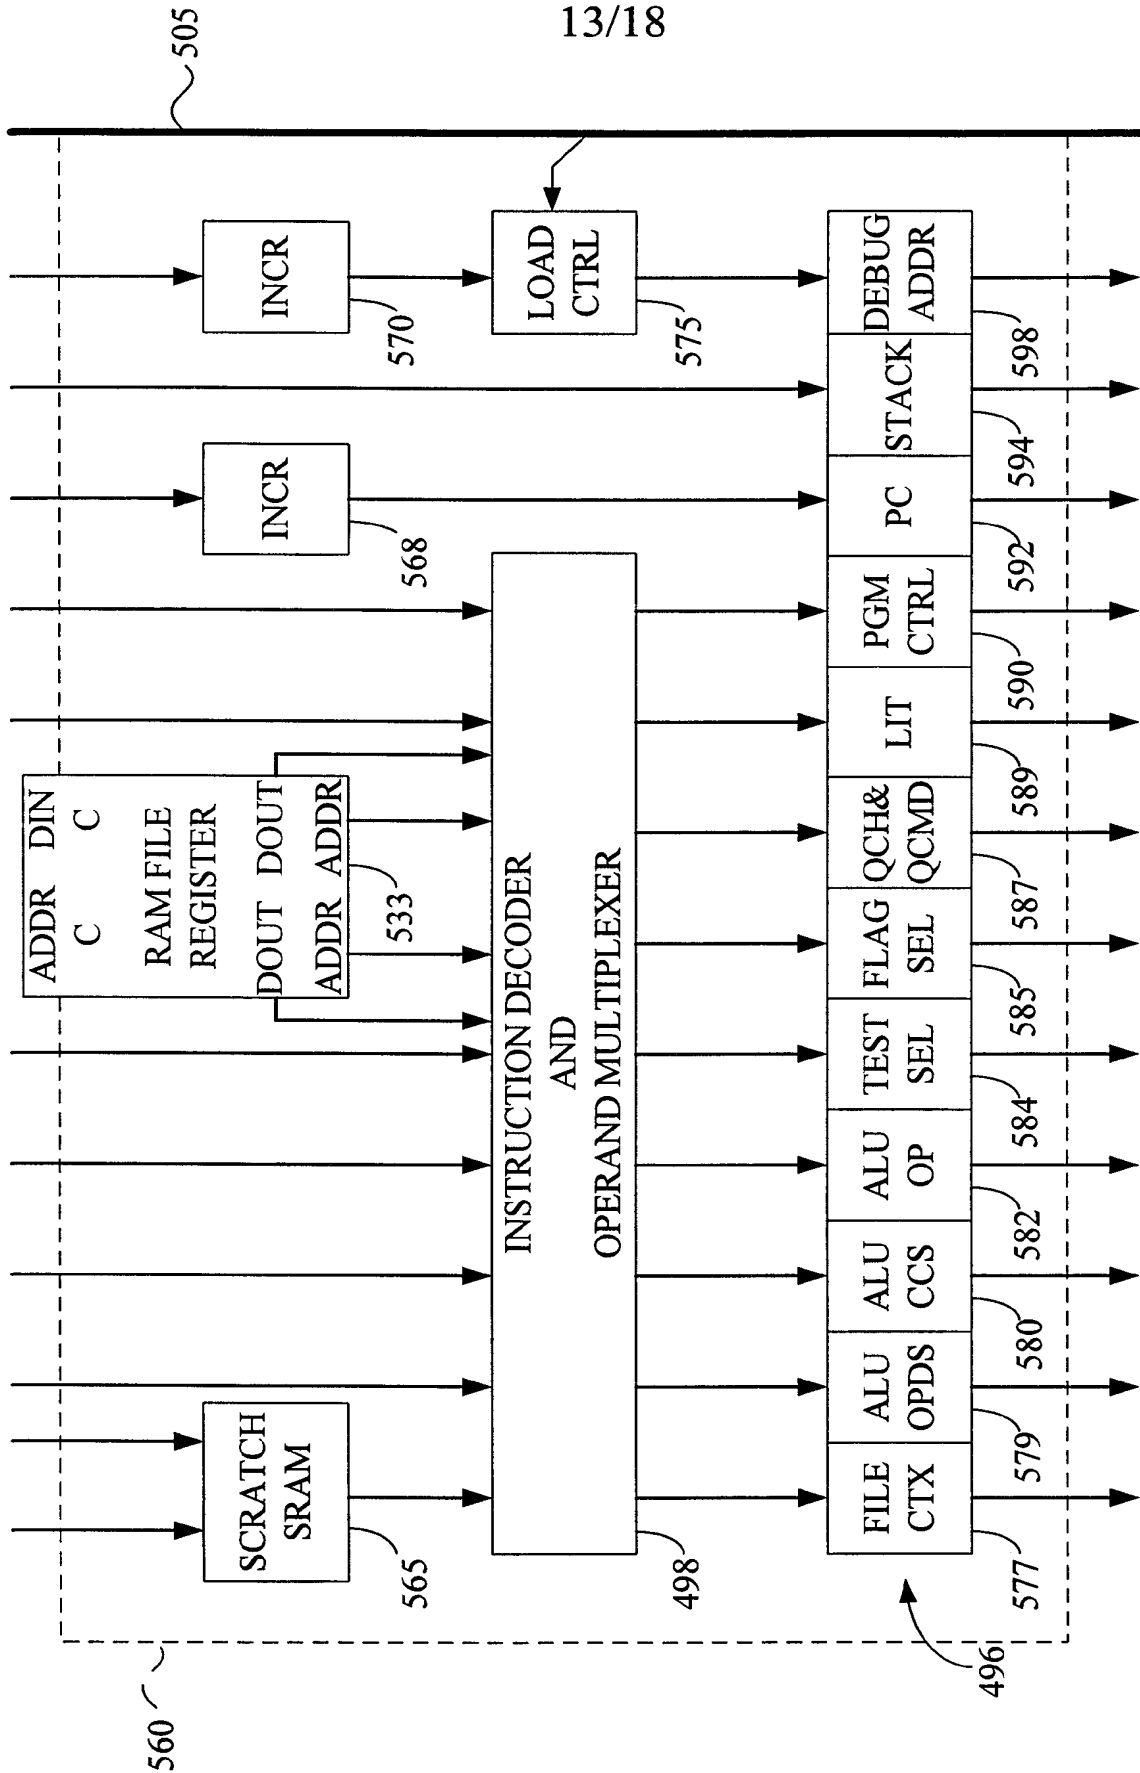 13/18
505
560
ADDR DIN
C C
RAM FILE
REGISTER
DOUT DOUT
ADDR ADDR
533
SCRATCH
SRAM
565
INCR
568
INCR
570
INSTRUCTION DECODER
AND
OPERAND MULTIPLEXER
498
LOAD
CTRL
575
496
FILE
CTX
577
ALU
OPDS
579
ALU
CCS
580
ALU
OP
582
TEST
SEL
584
FLAG
SEL
585
QCH&
QCMD
587
LIT
589
PGM
CTRL
590
PC
592
STACK
594
DEBUG
ADDR
598